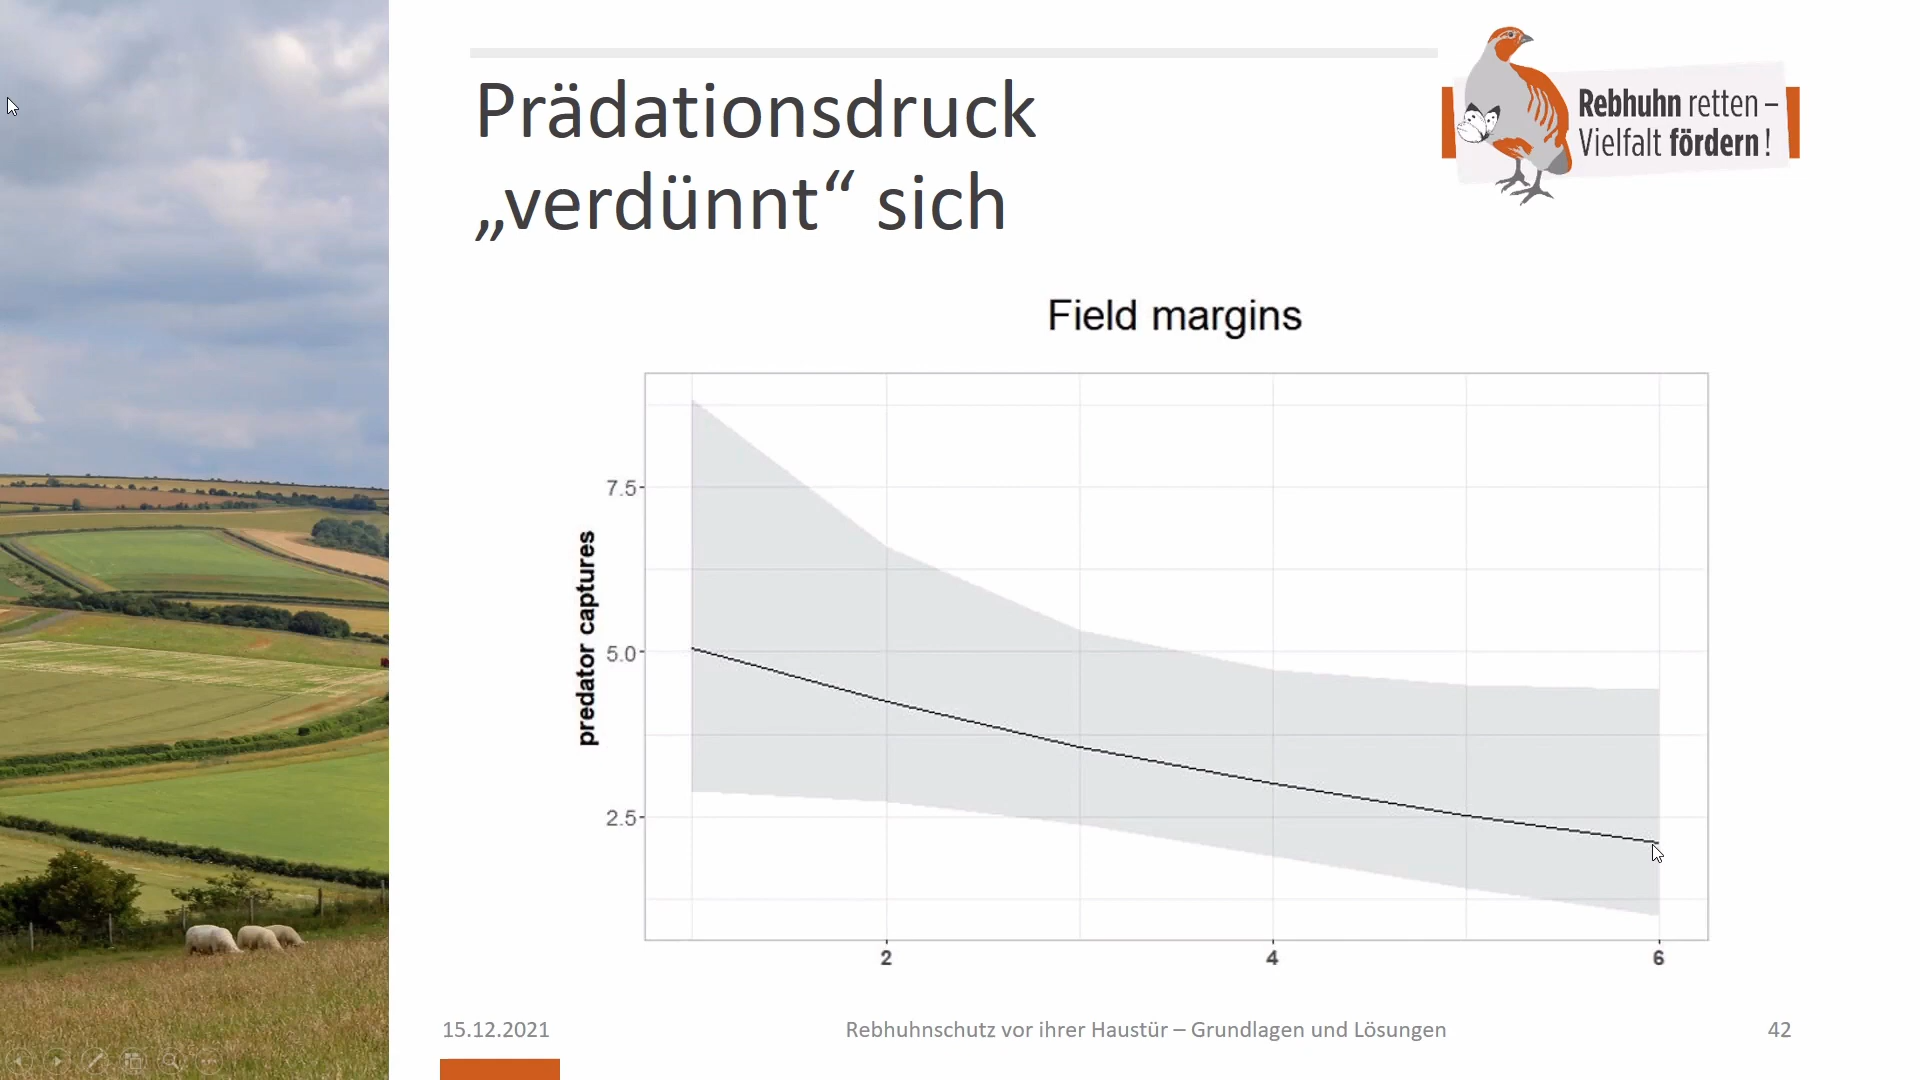 Prädationsdruck
„verdünnt“ sich
Rebhuhn retten –
Vielfalt fördern!
Field margins
predator captures
7.5
5.0
2.5
2
4
6
15.12.2021
Rebhuhnschutz vor ihrer Haustür – Grundlagen und Lösungen
42